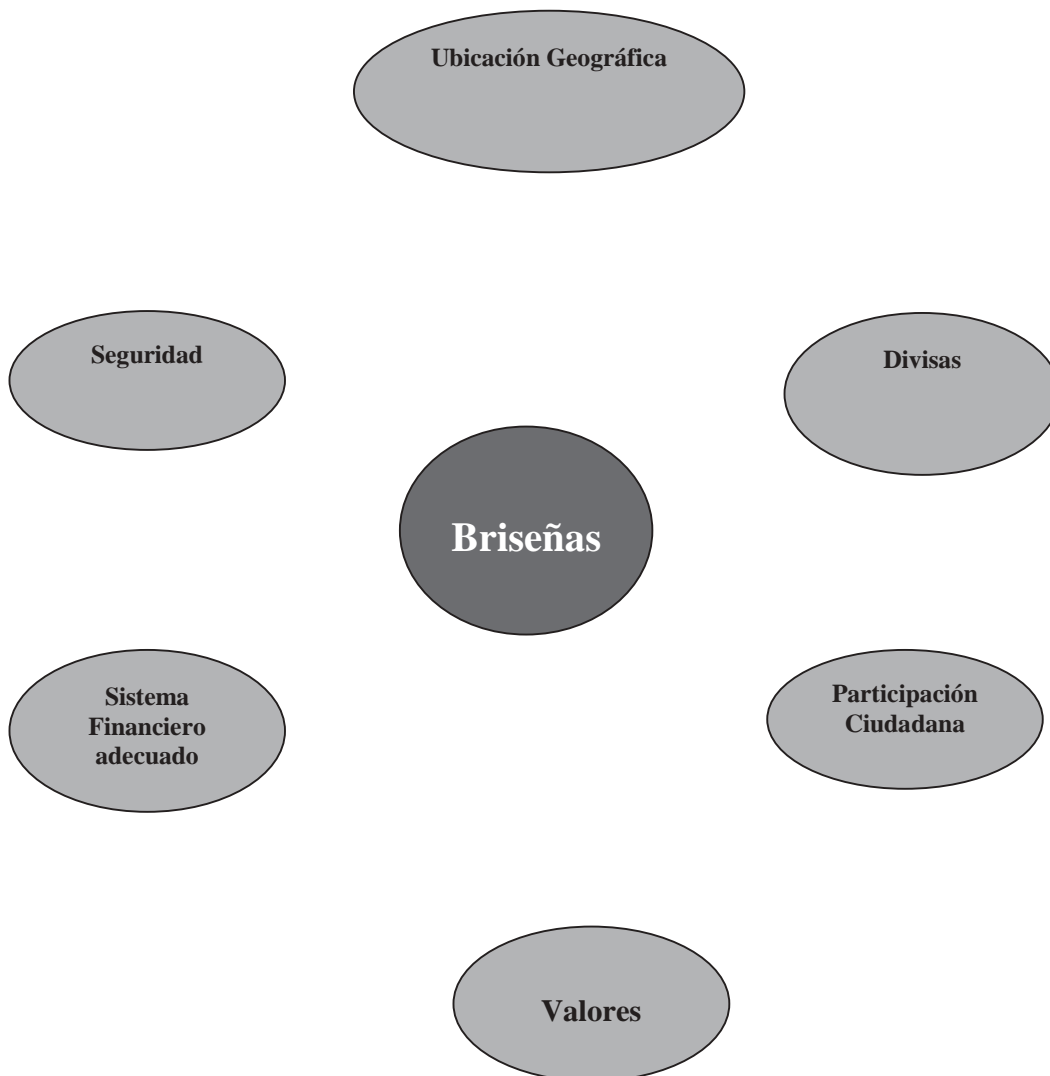 Ubicación Geográfica
Seguridad
Divisas
Briseñas
Sistema
Financiero
adecuado
Participación
Ciudadana
Valores